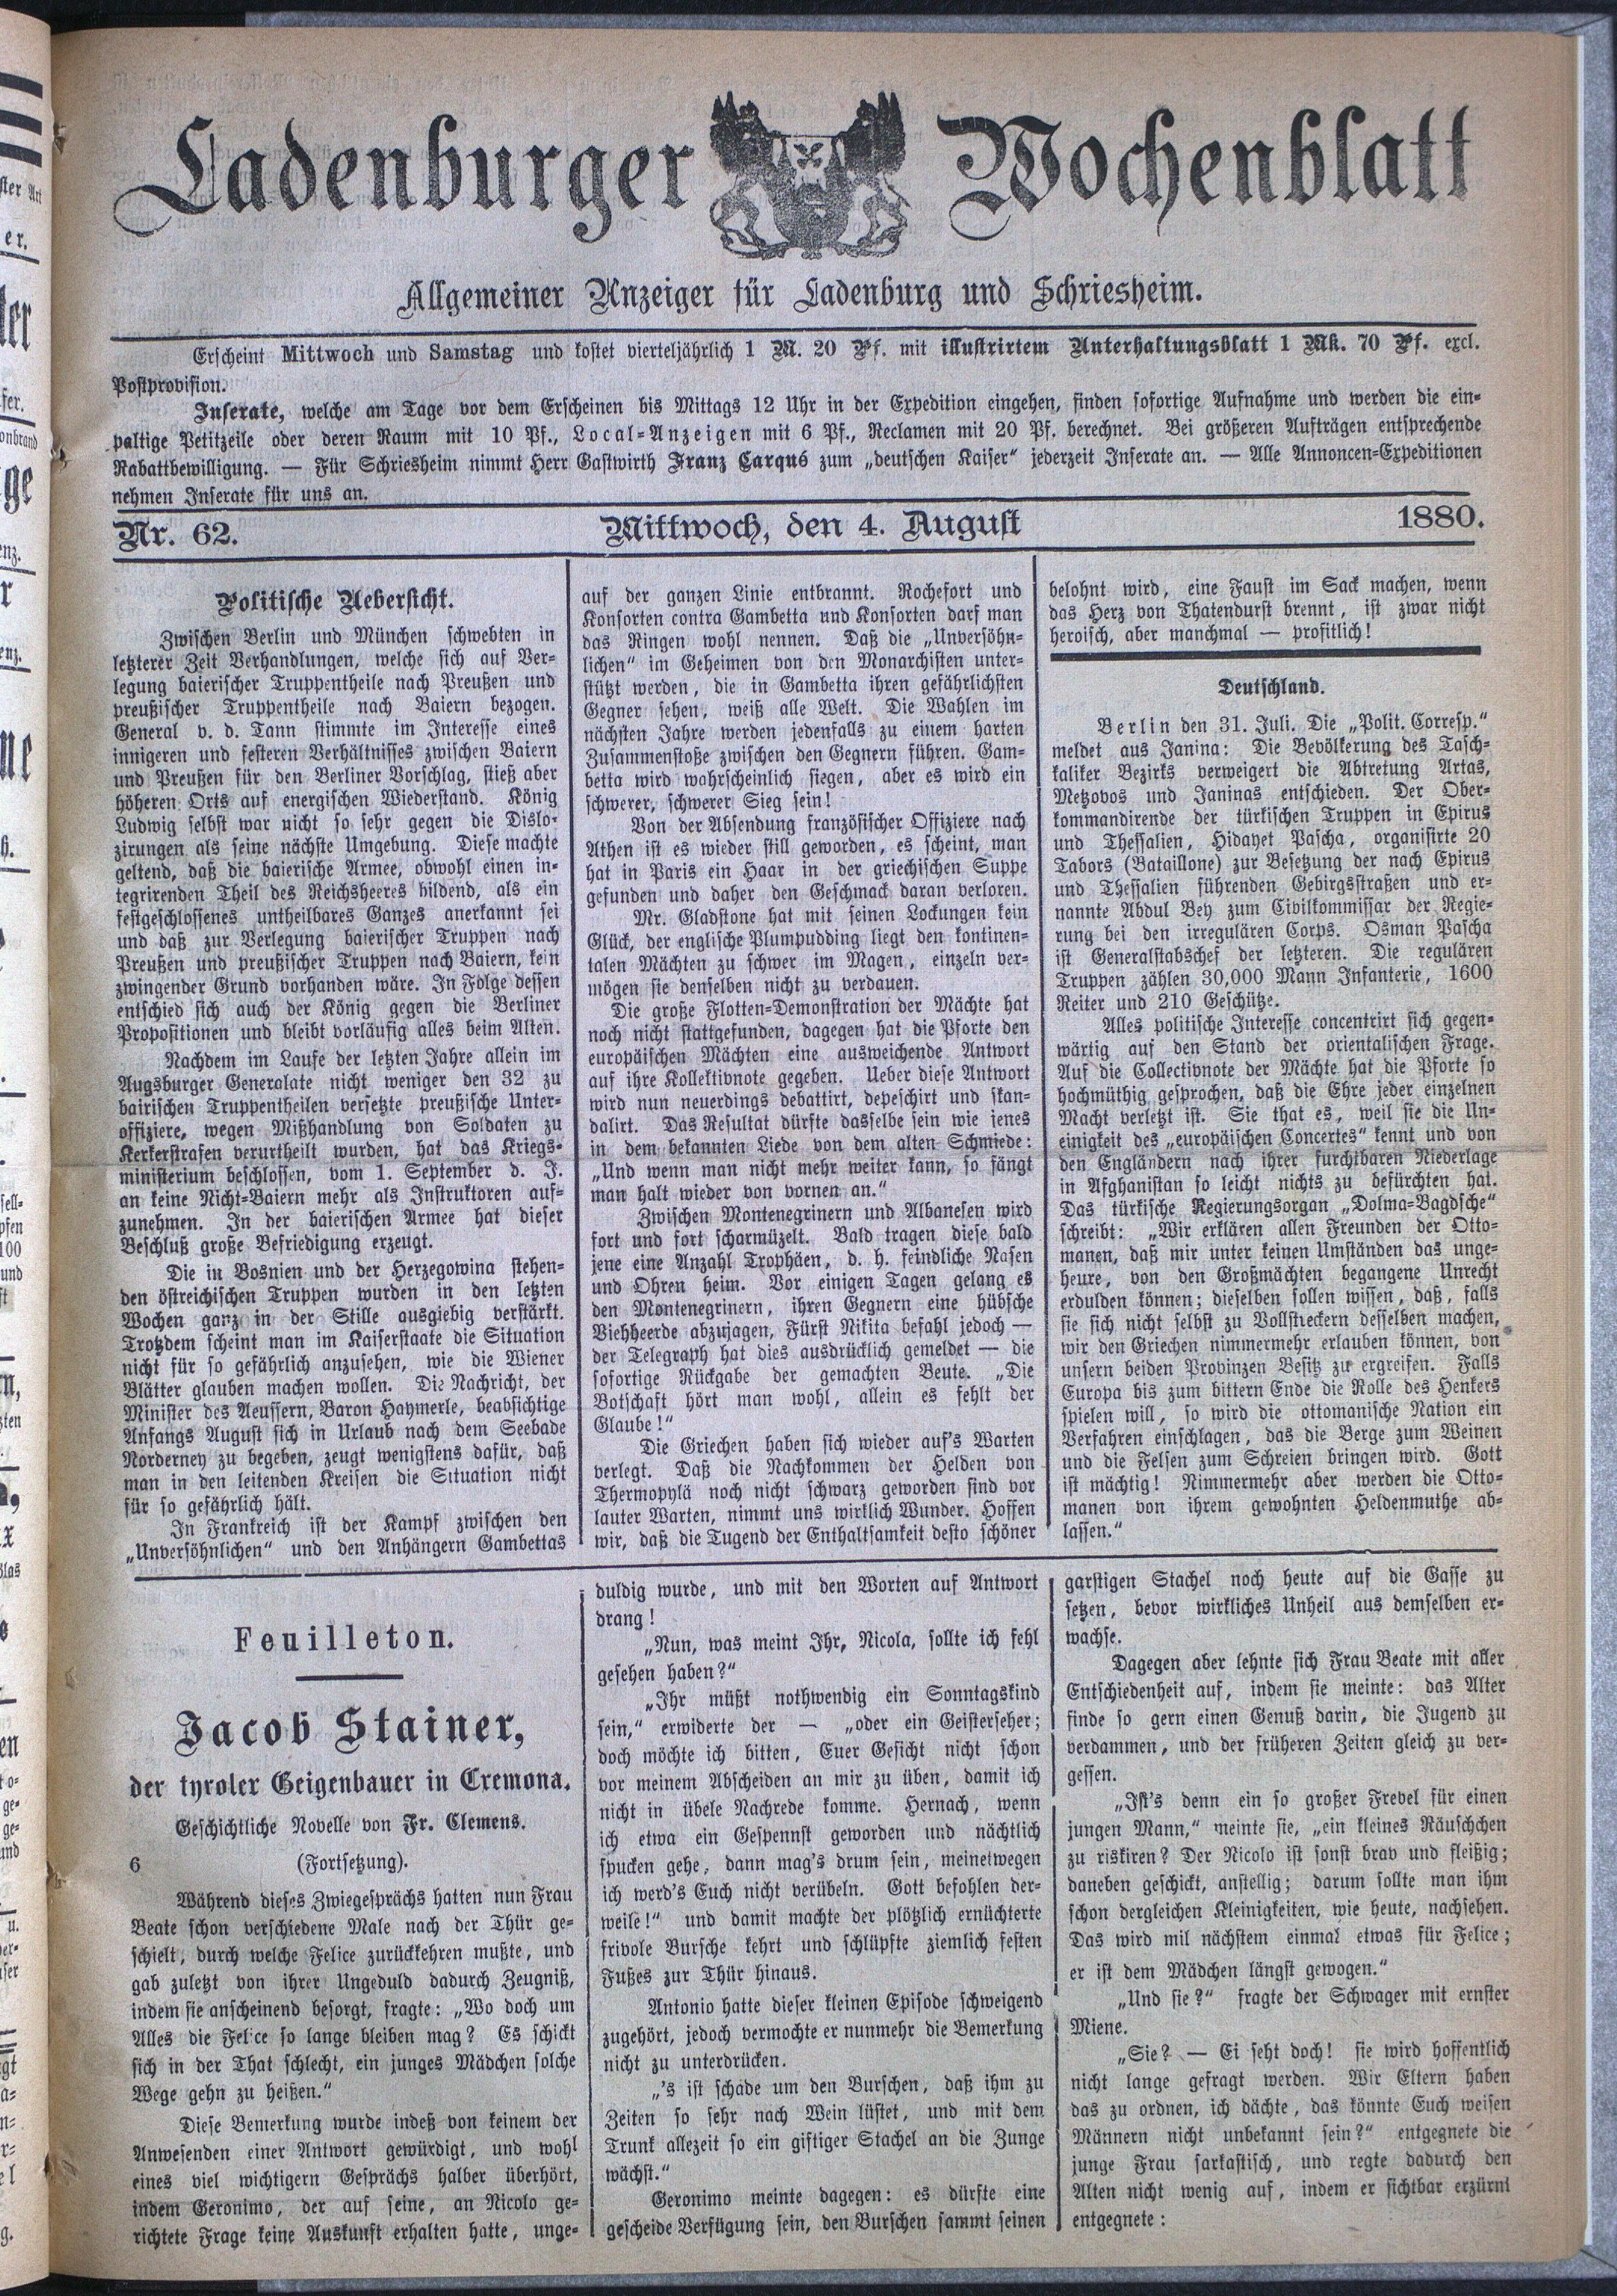 Ladenburger Wochenblatt
Allgemeiner Anzeiger für Ladenburg und Schriesheim.
Erscheint Mittwoch und Samstag und kostet vierteljährlich 1 M. 20 Pf. mit illustrirtem Unterhaltungsblatt 1 Mk. 70 Pf. excl.
Postprovision.
Inserate, welche am Tage vor dem Erscheinen bis Mittags 12 Uhr in der Expedition eingehen, finden sofortige Aufnahme und werden die ein-
paltige Petitzeile oder deren Raum mit 10 Pf., Local-Anzeigen mit 6 Pf., Reclamen mit 20 Pf. berechnet. Bei größeren Aufträgen entsprechende
Rabattbewilligung. — Für Schriesheim nimmt Herr Gastwirth Franz Carqué zum „deutschen Kaiser“ jederzeit Inserate an. — Alle Annoncen-Expeditionen
nehmen Inserate für uns an.
Nr. 62. Mittwoch, den 4. August 1880.
Politische Uebersicht.
Zwischen Berlin und München schwebten in
letzterer Zeit Verhandlungen, welche sich auf Ver-
legung baierischer Truppentheile nach Preußen und
preußischer Truppentheile nach Baiern bezogen.
General v. d. Tann stimmte im Interesse eines
innigeren und festeren Verhältnisses zwischen Baiern
und Preußen für den Berliner Vorschlag, stieß aber
höheren Orts auf energischen Wiederstand. König
Ludwig selbst war nicht so sehr gegen die Dislo-
zirungen als seine nächste Umgebung. Diese machte
geltend, daß die baierische Armee, obwohl einen in-
tegrirenden Theil des Reichsheeres bildend, als ein
festgeschlossenes untheilbares Ganzes anerkannt sei
und daß zur Verlegung baierischer Truppen nach
Preußen und preußischer Truppen nach Baiern, kein
zwingender Grund vorhanden wäre. In Folge dessen
entschied sich auch der König gegen die Berliner
Propositionen und bleibt vorläufig alles beim Alten.
Nachdem im Laufe der letzten Jahre allein im
Augsburger Generalate nicht weniger den 32 zu
bairischen Truppentheilen versetzte preußische Unter-
offiziere, wegen Mißhandlung von Soldaten zu
Kerkerstrafen verurtheilt wurden, hat das Kriegs-
ministerium beschlossen, vom 1. September d. J.
an keine Nicht-Baiern mehr als Instruktoren auf-
zunehmen. In der baierischen Armee hat dieser
Beschluß große Befriedigung erzeugt.
Die in Bosnien und der Herzegowina stehen-
den östreichischen Truppen wurden in den letzten
Wochen ganz in der Stille ausgiebig verstärkt.
Trotzdem scheint man im Kaiserstaate die Situation
nicht für so gefährlich anzusehen, wie die Wiener
Blätter glauben machen wollen. Die Nachricht, der
Minister des Aeussern, Baron Haymerle, beabsichtige
Anfangs August sich in Urlaub nach dem Seebade
Norderney zu begeben, zeugt wenigstens dafür, daß
man in den leitenden Kreisen die Situation nicht
für so gefährlich hält.
In Frankreich ist der Kampf zwischen den
„Unversöhnlichen“ und den Anhängern Gambettas
auf der ganzen Linie entbrannt. Rochefort und
Konsorten contra Gambetta und Konsorten darf man
das Ringen wohl nennen. Daß die „Unversöhn-
lichen“ im Geheimen von den Monarchisten unter-
stützt werden, die in Gambetta ihren gefährlichsten
Gegner sehen, weiß alle Welt. Die Wahlen im
nächsten Jahre werden jedenfalls zu einem harten
Zusammenstoße zwischen den Gegnern führen. Gam-
betta wird wahrscheinlich siegen, aber es wird ein
schwerer, schwerer Sieg sein!
Von der Absendung französischer Offiziere nach
Athen ist es wieder still geworden, es scheint, man
hat in Paris ein Haar in der griechischen Suppe
gefunden und daher den Geschmack daran verloren.
Mr. Gladstone hat mit seinen Lockungen kein
Glück, der englische Plumpudding liegt den kontinen-
talen Mächten zu schwer im Magen, einzeln ver-
mögen sie denselben nicht zu verdauen.
Die große Flotten-Demonstration der Mächte hat
noch nicht stattgefunden, dagegen hat die Pforte den
europäischen Mächten eine ausweichende Antwort
auf ihre Kollektivnote gegeben. Ueber diese Antwort
wird nun neuerdings debattirt, depeschirt und skan-
dalirt. Das Resultat dürfte dasselbe sein wie jenes
in dem bekannten Liede von dem alten Schmiede:
„Und wenn man nicht mehr weiter kann, so fängt
man halt wieder von vornen an.“
Zwischen Montenegrinern und Albanesen wird
fort und fort scharmüzelt. Bald tragen diese bald
jene eine Anzahl Trophäen, d. h. feindliche Nasen
und Ohren heim. Vor einigen Tagen gelang es
den Montenegrinern, ihren Gegnern eine hübsche
Viehheerde abzujagen, Fürst Nikita befahl jedoch —
der Telegraph hat dies ausdrücklich gemeldet — die
sofortige Rückgabe der gemachten Beute. „Die
Botschaft hört man wohl, allein es fehlt der
Glaube!“
Die Griechen haben sich wieder auf's Warten
verlegt. Daß die Nachkommen der Helden von
Thermopylä noch nicht schwarz geworden sind vor
lauter Warten, nimmt uns wirklich Wunder. Hoffen
wir, daß die Tugend der Enthaltsamkeit desto schöner
belohnt wird, eine Faust im Sack machen, wenn
das Herz von Thatendurst brennt, ist zwar nicht
heroisch, aber manchmal — profitlich!
Deutschland.
Berlin den 31. Juli. Die „Polit. Corresp.“
meldet aus Janina: Die Bevölkerung des Tasch-
kaliker Bezirks verweigert die Abtretung Artas,
Metzovos und Janinas entschieden. Der Ober-
kommandirende der türkischen Truppen in Epirus
und Thessalien, Hidayet Pascha, organisirte 20
Tabors (Bataillone) zur Besetzung der nach Epirus
und Thessalien führenden Gebirgsstraßen und er-
nannte Abdul Bey zum Civilkommissar der Regie-
rung bei den irregulären Corps. Osman Pascha
ist Generalstabschef der letzteren. Die regulären
Truppen zählen 30,000 Mann Infanterie, 1600
Reiter und 210 Geschütze.
Alles politische Interesse concentrirt sich gegen-
wärtig auf den Stand der orientalischen Frage.
Auf die Collectivnote der Mächte hat die Pforte so
hochmüthig gesprochen, daß die Ehre jeder einzelnen
Macht verletzt ist. Sie that es, weil sie die Un-
einigkeit des „europäischen Concertes“ kennt und von
den Engländern nach ihrer furchtbaren Niederlage
in Afghanistan so leicht nichts zu befürchten hat.
Das türkische Regierungsorgan „Dolma-Bagdsche“
schreibt: „Wir erklären allen Freunden der Otto-
manen, daß mir unter keinen Umständen das unge-
heure, von den Großmächten begangene Unrecht
erdulden können; dieselben sollen wissen, daß, falls
sie sich nicht selbst zu Vollstreckern desselben machen,
wir den Griechen nimmermehr erlauben können, von
unsern beiden Provinzen Besitz zu ergreifen. Falls
Europa bis zum bittern Ende die Rolle des Henkers
spielen will, so wird die ottomanische Nation ein
Verfahren einschlagen, das die Berge zum Weinen
und die Felsen zum Schreien bringen wird. Gott
ist mächtig! Nimmermehr aber werden die Otto-
manen von ihrem gewohnten Heldenmuthe ab-
lassen.“
Feuilleton.
Jacob Stainer,
der tyroler Geigenbauer in Cremona.
Geschichtliche Novelle von Fr. Clemens.
6 (Fortsetzung).
Während dieses Zwiegesprächs hatten nun Frau
Beate schon verschiedene Male nach der Thür ge-
schielt, durch welche Felice zurückkehren mußte, und
gab zuletzt von ihrer Ungeduld dadurch Zeugniß,
indem sie anscheinend besorgt, fragte: „Wo doch um
Alles die Felice so lange bleiben mag? Es schickt
sich in der That schlecht, ein junges Mädchen solche
Wege gehn zu heißen.“
Diese Bemerkung wurde indeß von keinem der
Anwesenden einer Antwort gewürdigt, und wohl
eines viel wichtigern Gesprächs halber überhört,
indem Geronimo, der auf seine, an Nicolo ge-
richtete Frage keine Auskunft erhalten hatte, unge-
duldig wurde, und mit den Worten auf Antwort
drang!
„Nun, was meint Ihr, Nicola, sollte ich fehl
gesehen haben?“
„Ihr müßt nothwendig ein Sonntagskind
sein,“ erwiderte der — „oder ein Geisterseher;
doch möchte ich bitten, Euer Gesicht nicht schon
vor meinem Abscheiden an mir zu üben, damit ich
nicht in übele Nachrede komme. Hernach, wenn
ich etwa ein Gespennst geworden und nächtlich
spucken gehe, dann mag's drum sein, meinetwegen
ich werd's Euch nicht verübeln. Gott befohlen der-
weile!“ und damit machte der plötzlich ernüchterte
frivole Bursche kehrt und schlüpfte ziemlich festen
Fußes zur Thür hinaus.
Antonio hatte dieser kleinen Episode schweigend
zugehört, jedoch vermochte er nunmehr die Bemerkung
nicht zu unterdrücken.
„'s ist schade um den Burschen, daß ihm zu
Zeiten so sehr nach Wein lüstet, und mit dem
Trunk allezeit so ein giftiger Stachel an die Zunge
wächst.“
Geronimo meinte dagegen: es dürfte eine
gescheide Verfügung sein, den Burschen sammt seinen
garstigen Stachel noch heute auf die Gasse zu
setzen, bevor wirkliches Unheil aus demselben er-
wachse.
Dagegen aber lehnte sich Frau Beate mit aller
Entschiedenheit auf, indem sie meinte: das Alter
finde so gern einen Genuß darin, die Jugend zu
verdammen, und der früheren Zeiten gleich zu ver-
gessen.
„Ist's denn ein so großer Frevel für einen
jungen Mann,“ meinte sie, „ein kleines Räuschchen
zu riskiren? Der Nicolo ist sonst brav und fleißig;
daneben geschickt, anstellig; darum sollte man ihm
schon dergleichen Kleinigkeiten, wie heute, nachsehen.
Das wird mil nächstem einmal etwas für Felice;
er ist dem Mädchen längst gewogen.“
„Und sie?“ fragte der Schwager mit ernster
Miene.
„Sie? — Ei seht doch! sie wird hoffentlich
nicht lange gefragt werden. Wir Eltern haben
das zu ordnen, ich dächte, das könnte Euch weisen
Männern nicht unbekannt sein?“ entgegnete die
junge Frau sarkastisch, und regte dadurch den
Alten nicht wenig auf, indem er sichtbar erzürnt
entgegnete: